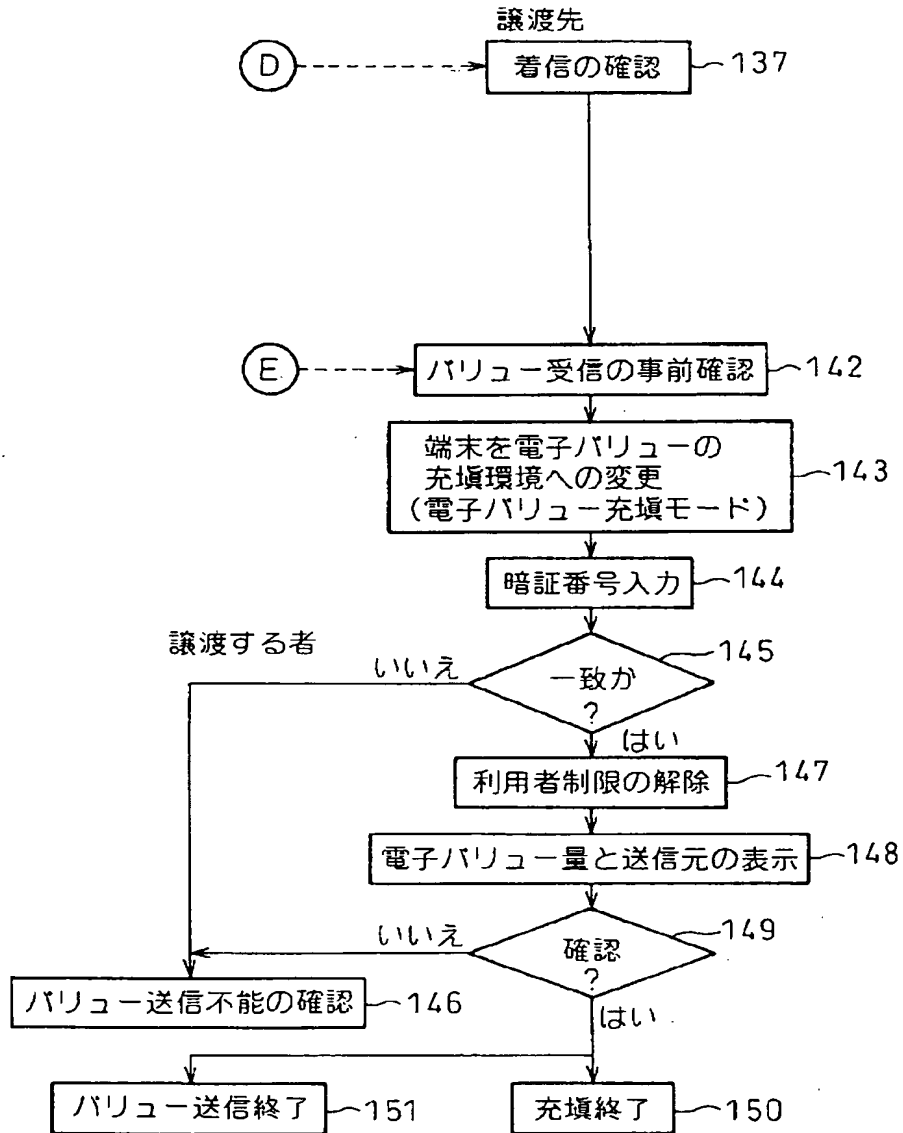 譲渡先
D
着信の確認
137
E
バリュー受信の事前確認
142
端末を電子バリューの
充塡環境への変更
(電子バリュー充塡モード)
143
暗証番号入力
144
譲渡する者
いいえ
一致か
?
145
はい
利用者制限の解除
147
電子バリュー量と送信元の表示
148
いいえ
確認
?
149
バリュー送信不能の確認
146
はい
バリュー送信終了
151
充塡終了
150